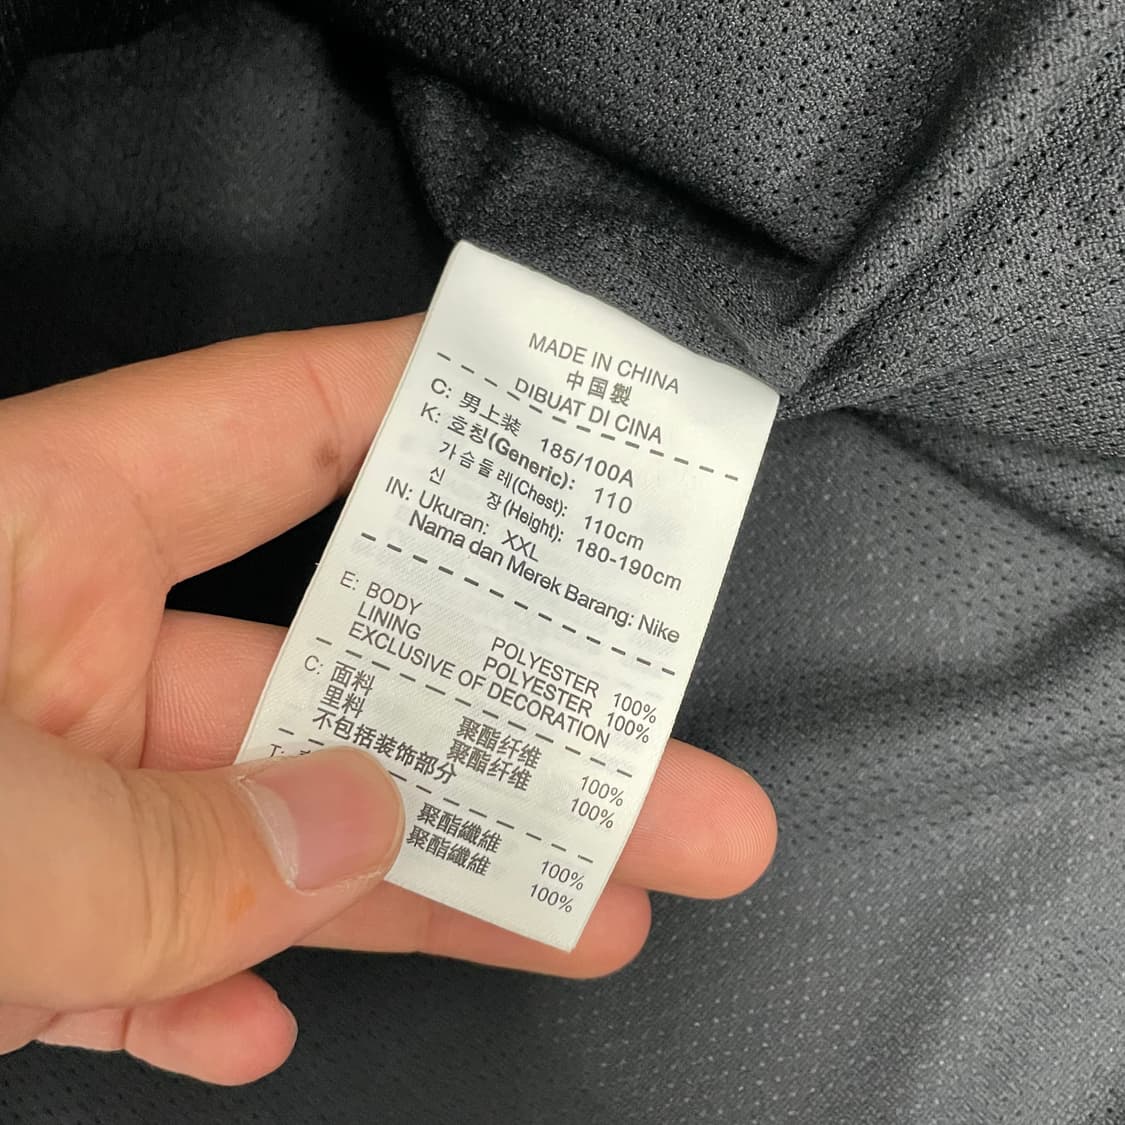 MADE IN CHINA
中国製
DIBUAT DI CINA
C: 男上装 185/100A
K: 호칭(Generic): 110
가슴둘레(Chest): 110cm
신 장(Height): 180-190cm
IN: Ukuran: XXL
Nama dan Merek Barang: Nike
E: BODY POLYESTER 100%
LINING POLYESTER 100%
EXCLUSIVE OF DECORATION
C: 面料 聚酯纤维 100%
里料 聚酯纤维 100%
不包括装饰部分
T:
聚酯纖維 100%
聚酯纖維 100%